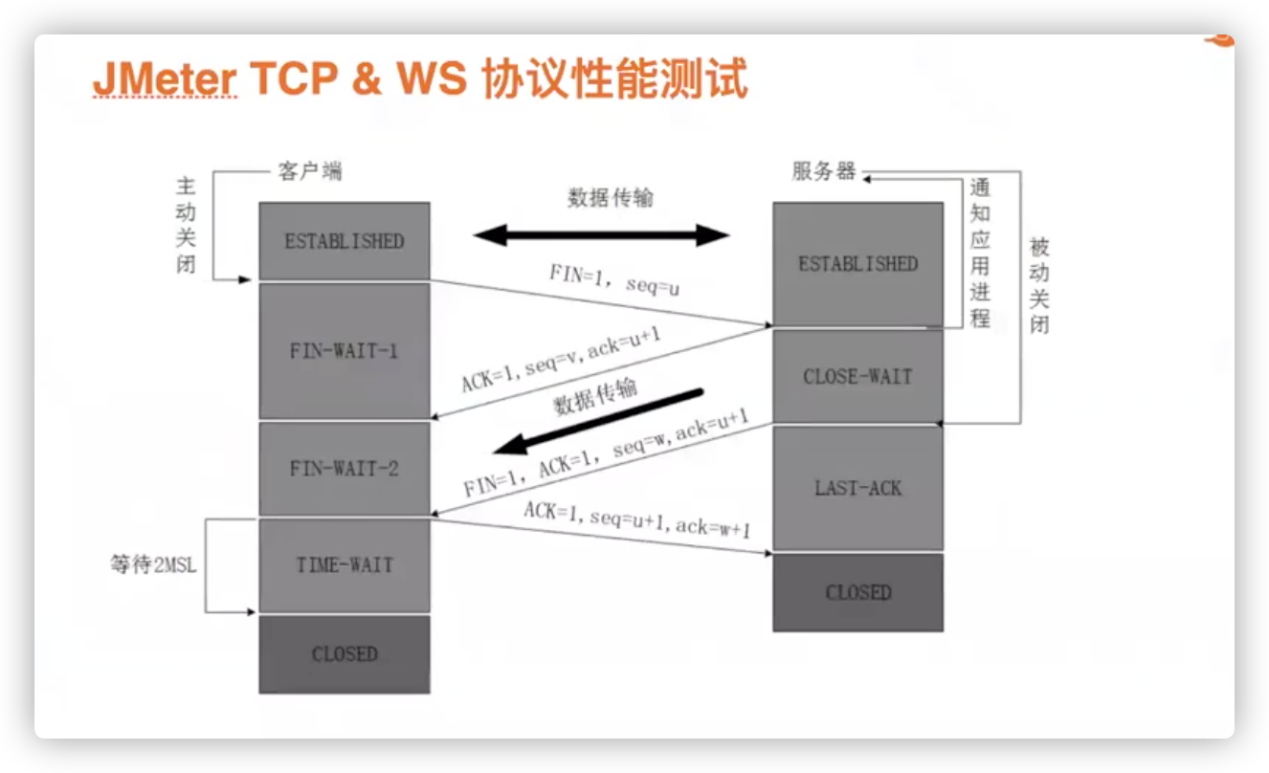 JMeter TCP & WS 协议性能测试
客户端
服务器
主动关闭
数据传输
通知应用进程
被动关闭
ESTABLISHED
ESTABLISHED
FIN=1, seq=u
FIN-WAIT-1
ACK=1,seq=v,ack=u+1
CLOSE-WAIT
数据传输
FIN-WAIT-2
FIN=1, ACK=1, seq=w,ack=u+1
LAST-ACK
ACK=1,seq=u+1,ack=w+1
等待2MSL
TIME-WAIT
CLOSED
CLOSED